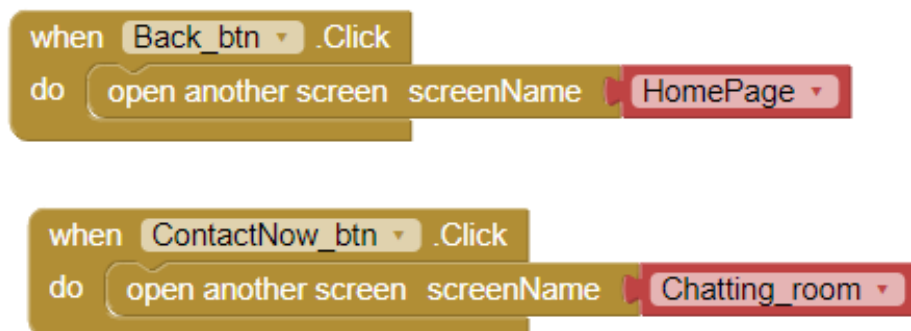 when Back_btn .Click
do open another screen screenName HomePage
when ContactNow_btn .Click
do open another screen screenName Chatting_room